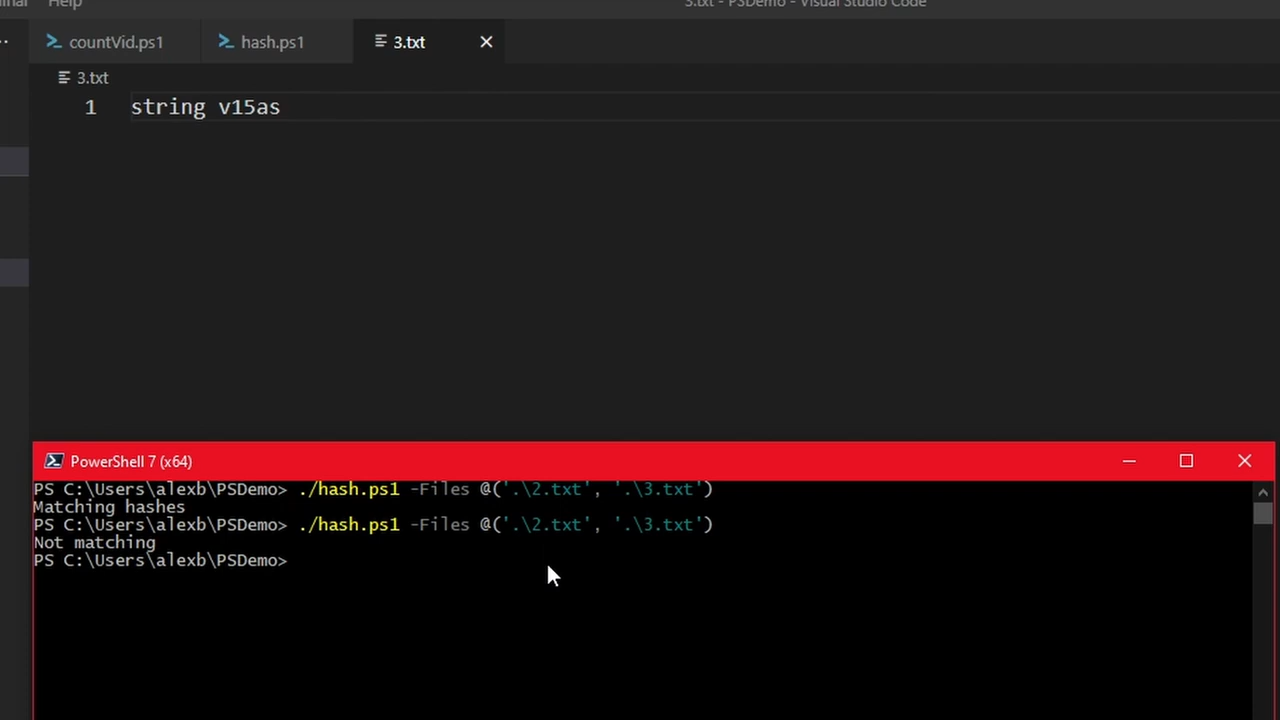 Help
3.txt - PSDemo - Visual Studio Code
countVid.ps1
hash.ps1
3.txt
3.txt
1 string v15as
PowerShell 7 (x64)
PS C:\Users\alexb\PSDemo> ./hash.ps1 -Files @('.\2.txt', '.\3.txt')
Matching hashes
PS C:\Users\alexb\PSDemo> ./hash.ps1 -Files @('.\2.txt', '.\3.txt')
Not matching
PS C:\Users\alexb\PSDemo>